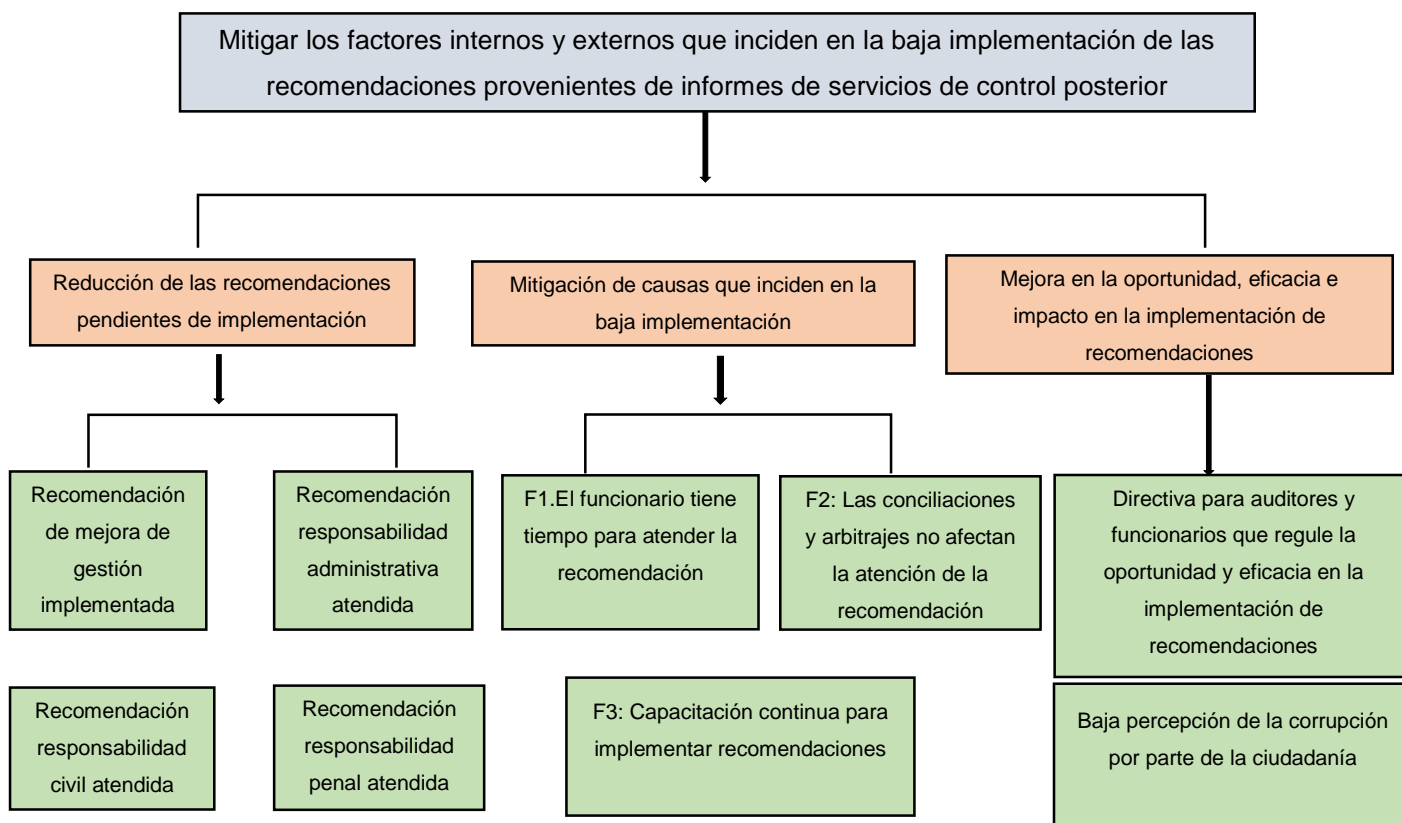 Mitigar los factores internos y externos que inciden en la baja implementación de las
recomendaciones provenientes de informes de servicios de control posterior
Reducción de las recomendaciones
pendientes de implementación
Mitigación de causas que inciden en la
baja implementación
Mejora en la oportunidad, eficacia e
impacto en la implementación de
recomendaciones
Recomendación
de mejora de
gestión
implementada
Recomendación
responsabilidad
administrativa
atendida
F1.El funcionario tiene
tiempo para atender la
recomendación
F2: Las conciliaciones
y arbitrajes no afectan
la atención de la
recomendación
Directiva para auditores y
funcionarios que regule la
oportunidad y eficacia en la
implementación de
recomendaciones
Recomendación
responsabilidad
civil atendida
Recomendación
responsabilidad
penal atendida
F3: Capacitación continua para
implementar recomendaciones
Baja percepción de la corrupción
por parte de la ciudadanía